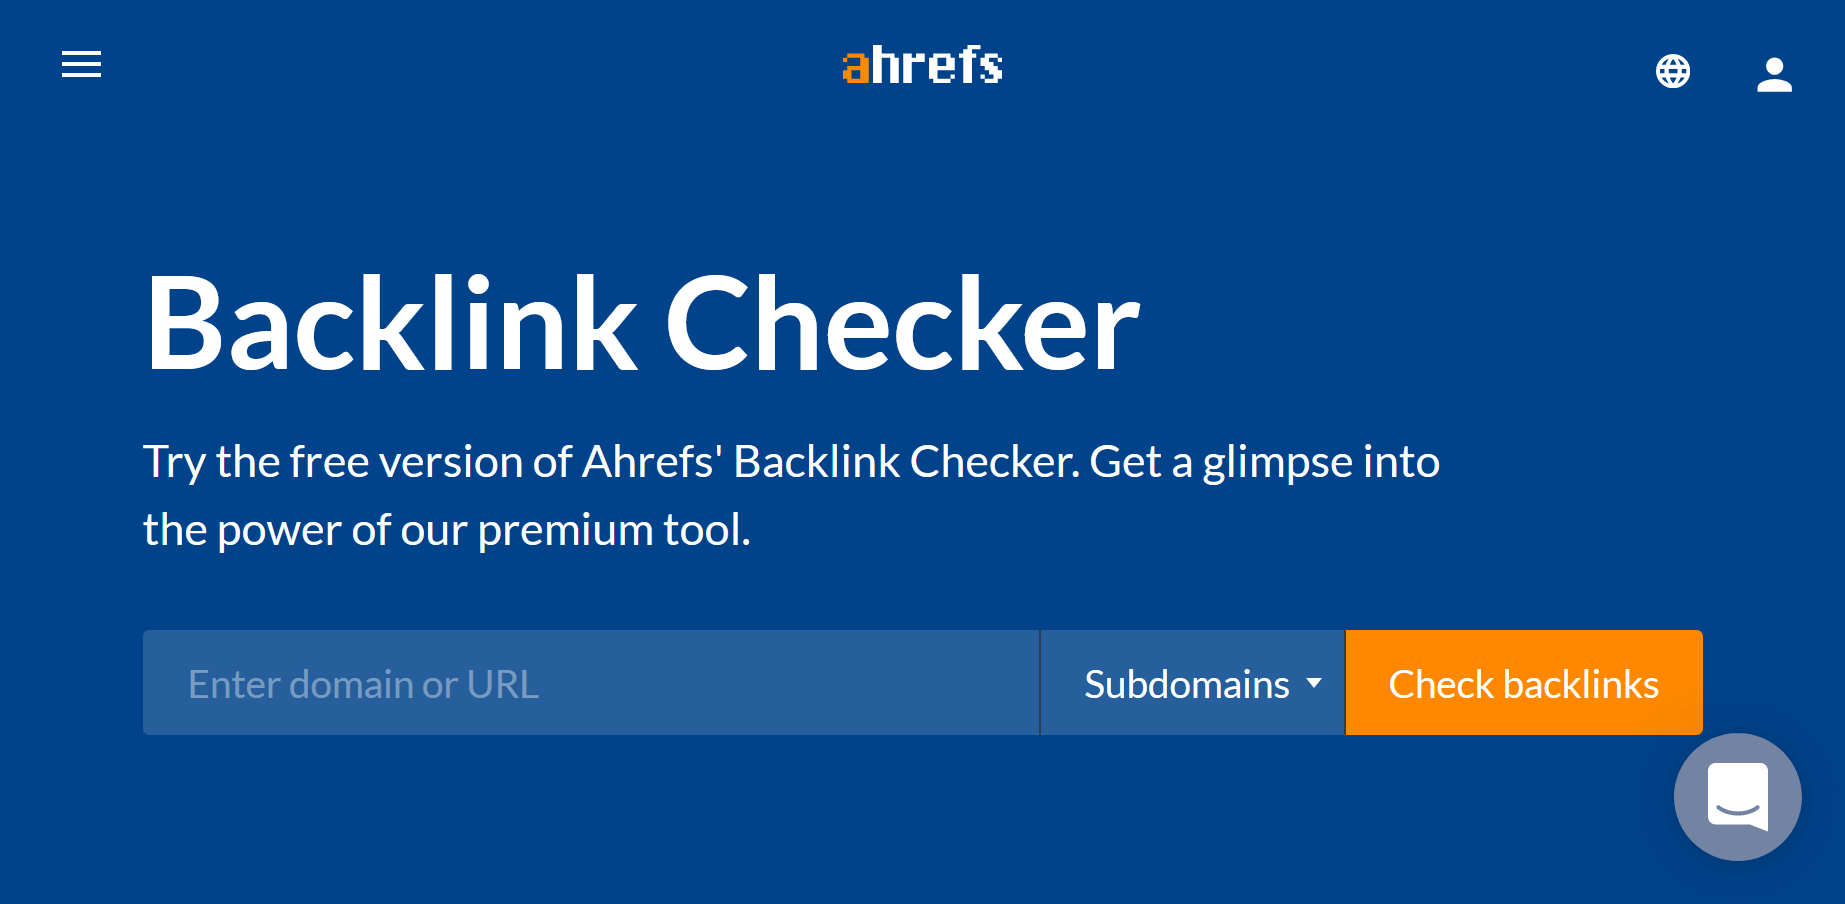 ahrefs
Backlink Checker
Try the free version of Ahrefs' Backlink Checker. Get a glimpse into
the power of our premium tool.
Enter domain or URL
Subdomains
Check backlinks